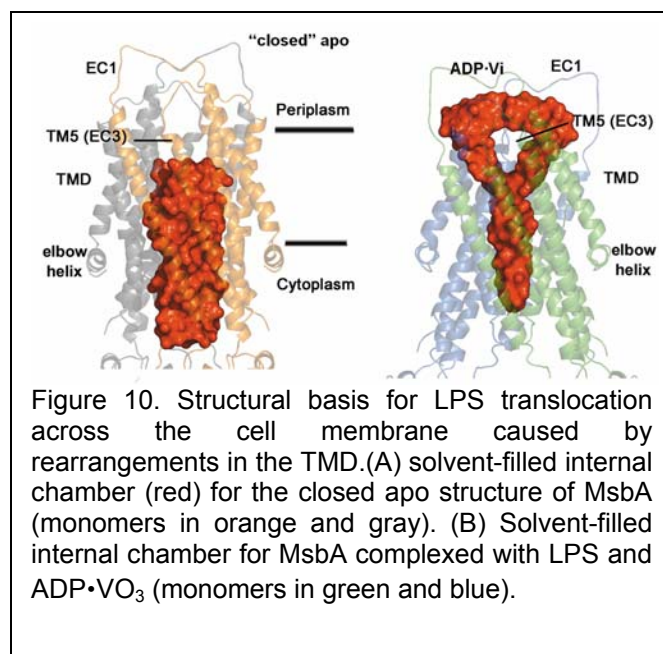 "closed" apo
EC1
Periplasm
TM5 (EC3)
TMD
elbow
helix
Cytoplasm
ADP·Vi
EC1
TM5 (EC3)
TMD
elbow
helix
Figure 10. Structural basis for LPS translocation
across the cell membrane caused by
rearrangements in the TMD.(A) solvent-filled internal
chamber (red) for the closed apo structure of MsbA
(monomers in orange and gray). (B) Solvent-filled
internal chamber for MsbA complexed with LPS and
ADP•VO₃ (monomers in green and blue).